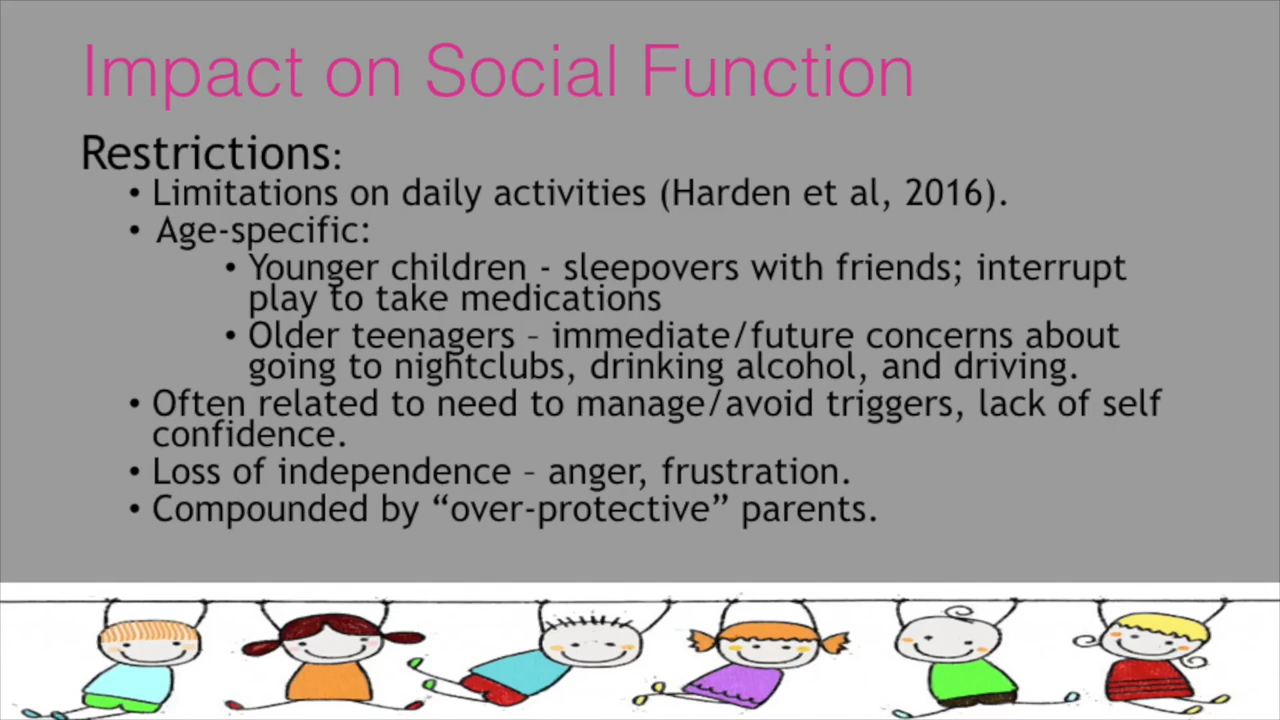 Impact on Social Function
Restrictions:
• Limitations on daily activities (Harden et al, 2016).
• Age-specific:
• Younger children - sleepovers with friends; interrupt
play to take medications
• Older teenagers – immediate/future concerns about
going to nightclubs, drinking alcohol, and driving.
• Often related to need to manage/avoid triggers, lack of self
confidence.
• Loss of independence – anger, frustration.
• Compounded by “over-protective” parents.